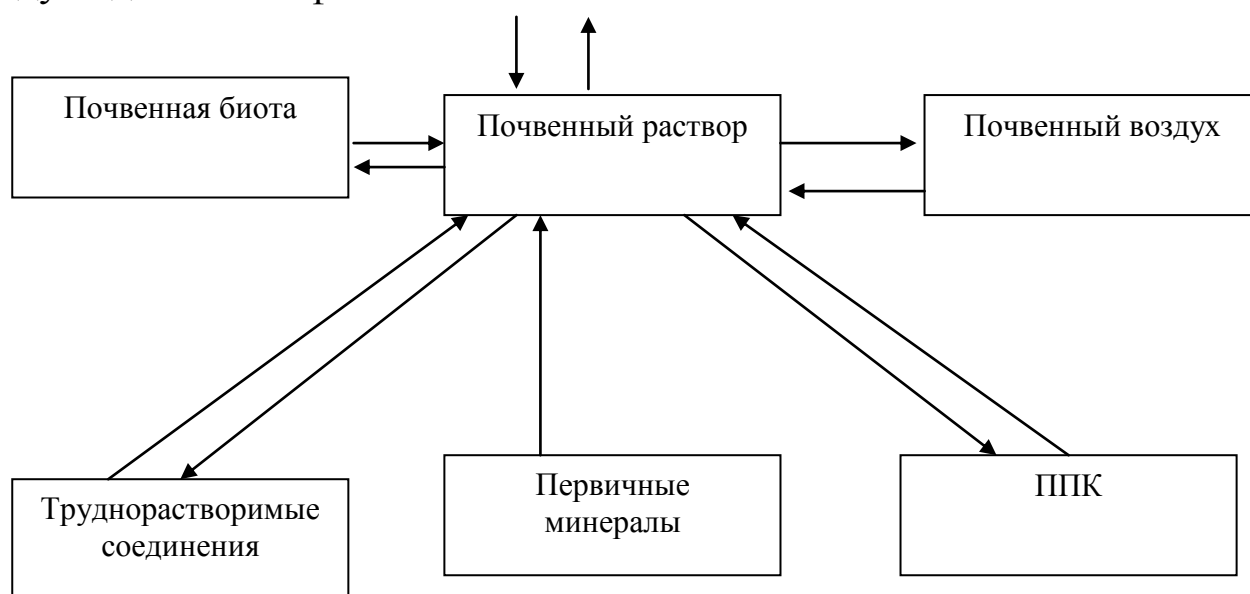 Почвенная биота
Почвенный раствор
Почвенный воздух
Труднорастворимые
соединения
Первичные
минералы
ППК